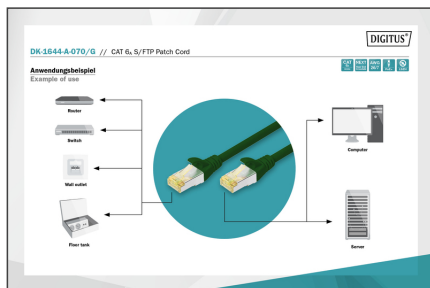 DIGITUS®
DK-1644-A-070/G // CAT 6A S/FTP Patch Cord
Anwendungsbeispiel
Example of use
Router
Switch
Wall outlet
Floor tank
Computer
Server